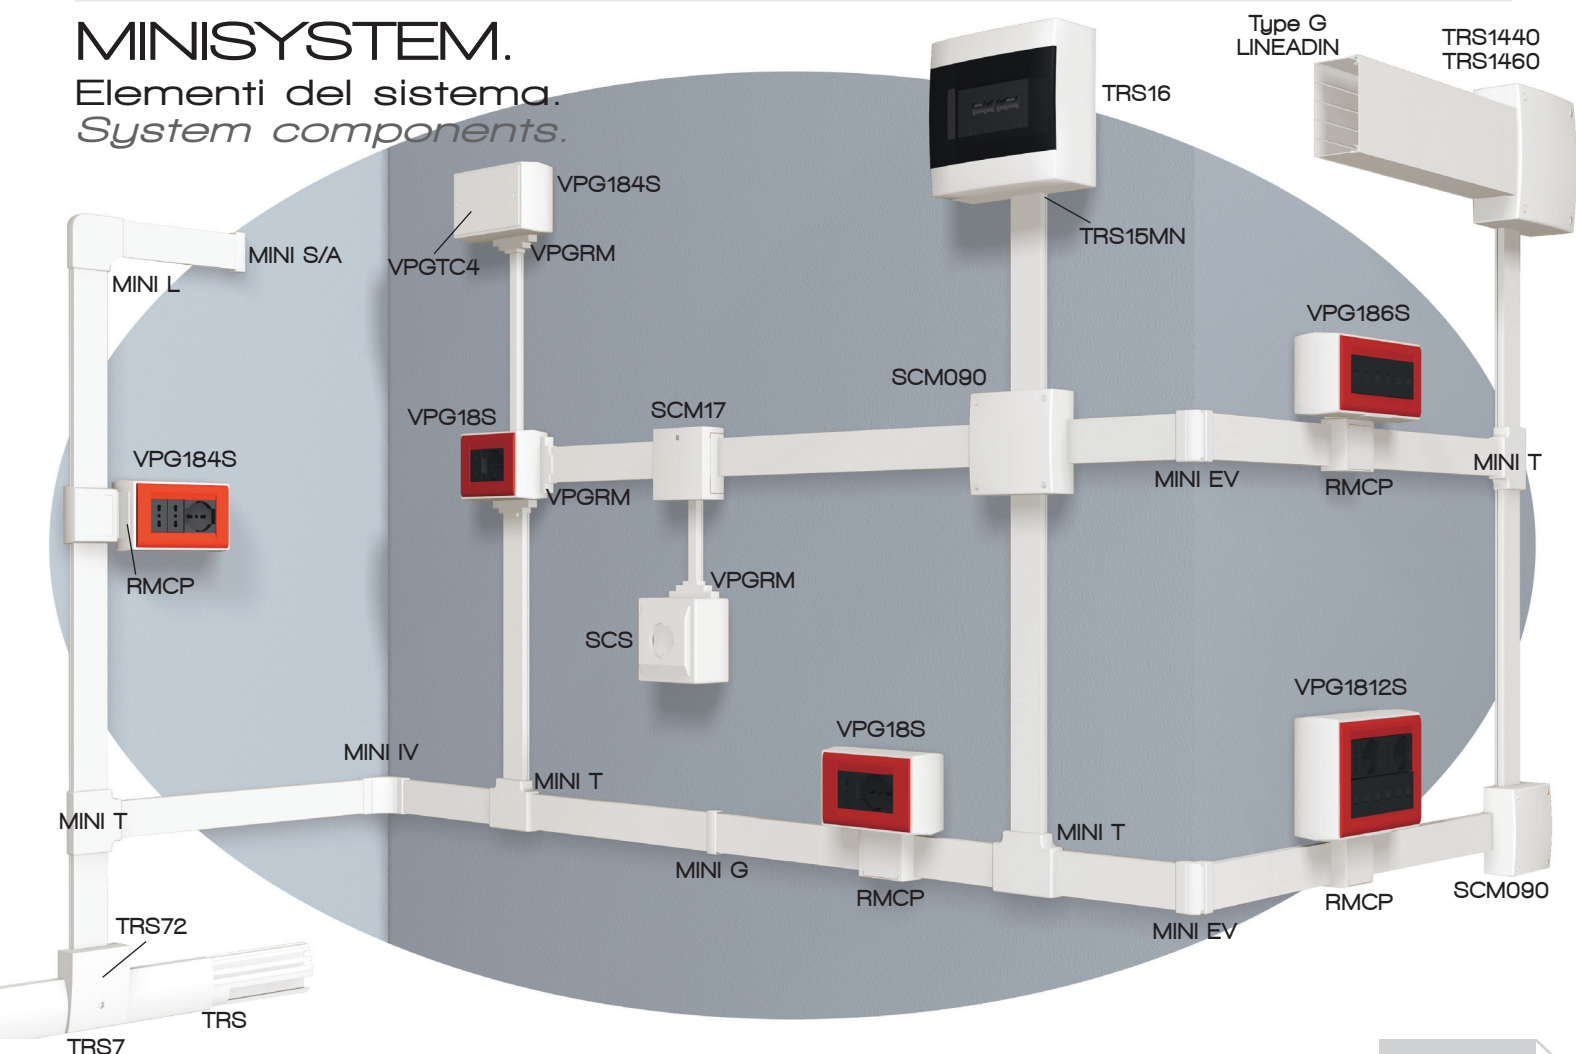 MINISYSTEM.
Elementi del sistema.
System components.
Type G
LINEADIN
TRS1440
TRS1460
TRS16
VPG184S
TRS15MN
VPGRM
MINI S/A
VPGTC4
MINI L
VPG186S
SCM090
SCM17
VPG18S
VPG184S
MINI T
MINI EV
RMCP
VPGRM
RMCP
VPGRM
SCS
VPG1812S
VPG18S
MINI IV
MINI T
MINI T
MINI T
MINI G
SCM090
RMCP
RMCP
MINI EV
TRS72
TRS
TRS7